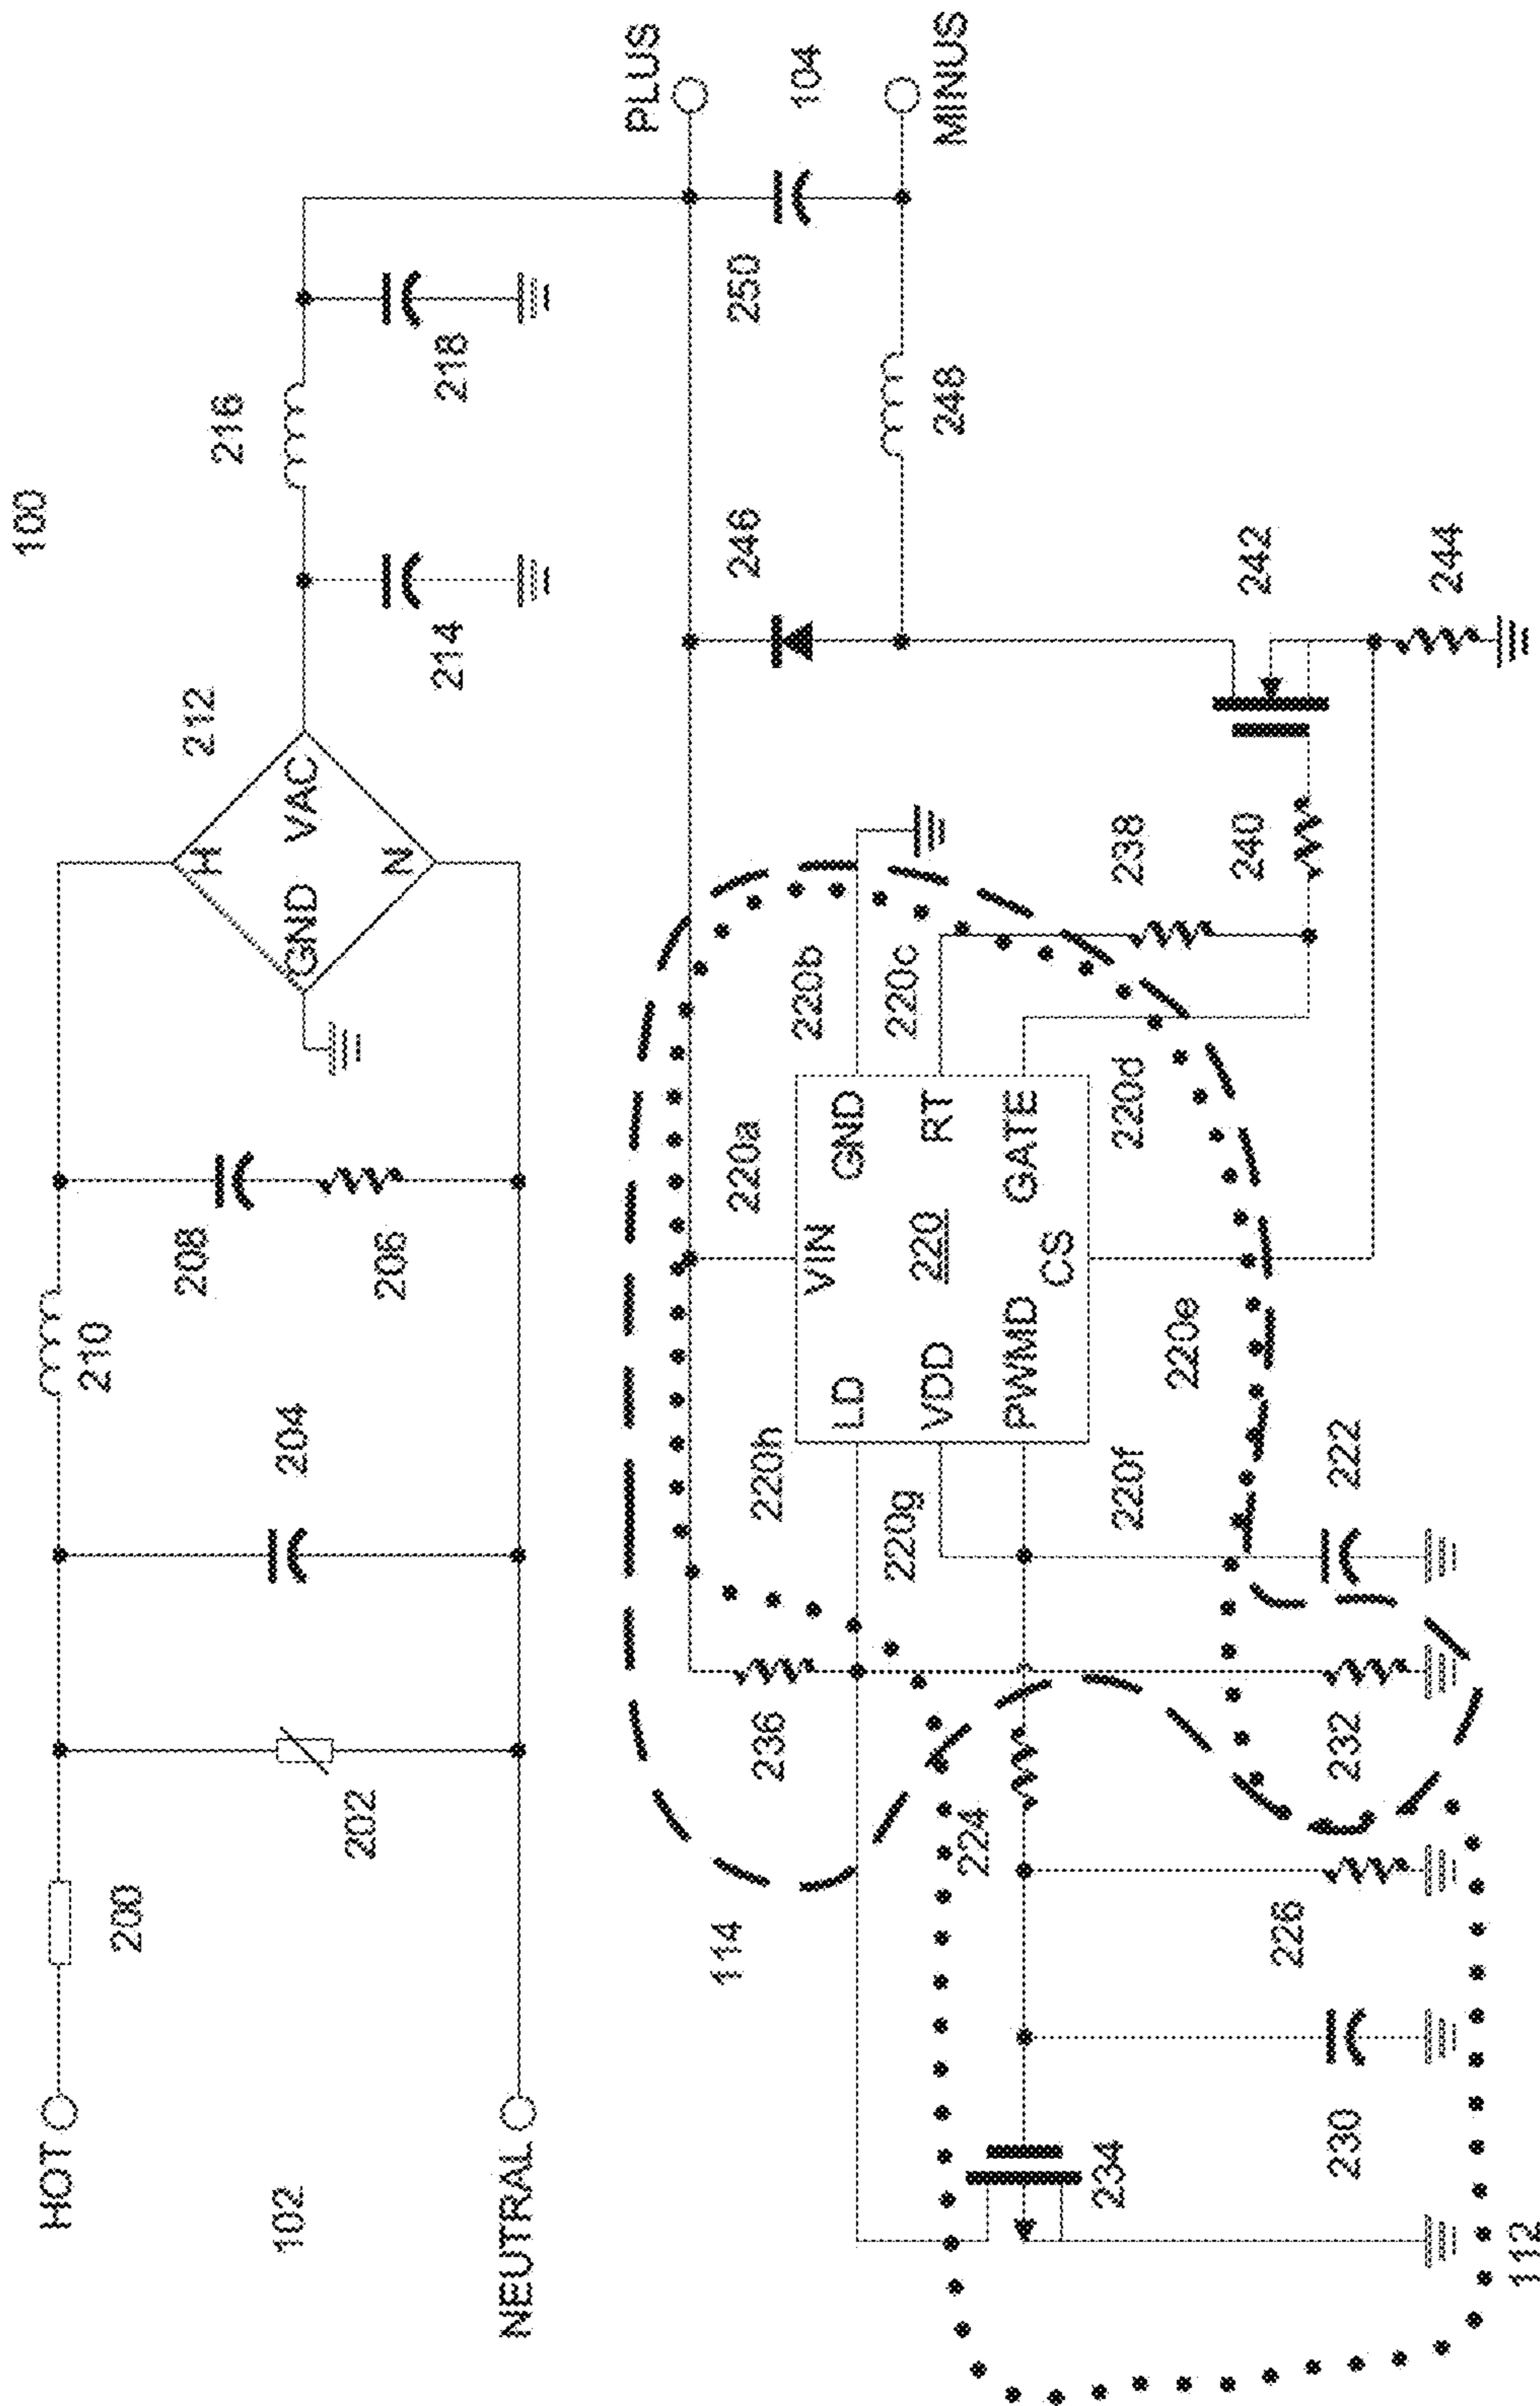 100
HOT
200
210
102
202
204
208
206
NEUTRAL
212
H
GND
VAC
N
216
214
218
PLUS
104
MINUS
250
248
246
242
244
114
236
220h
220a
220b
220c
VIN
LD
GND
VDD
220
RT
PWMD
GATE
CS
220g
220f
220d
220e
238
240
224
222
226
232
234
230
112